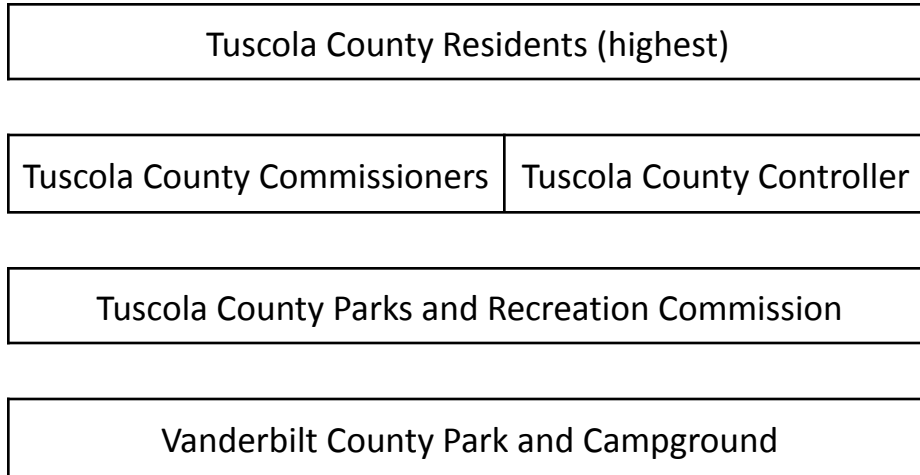 Tuscola County Residents (highest)
Tuscola County Commissioners
Tuscola County Controller
Tuscola County Parks and Recreation Commission
Vanderbilt County Park and Campground